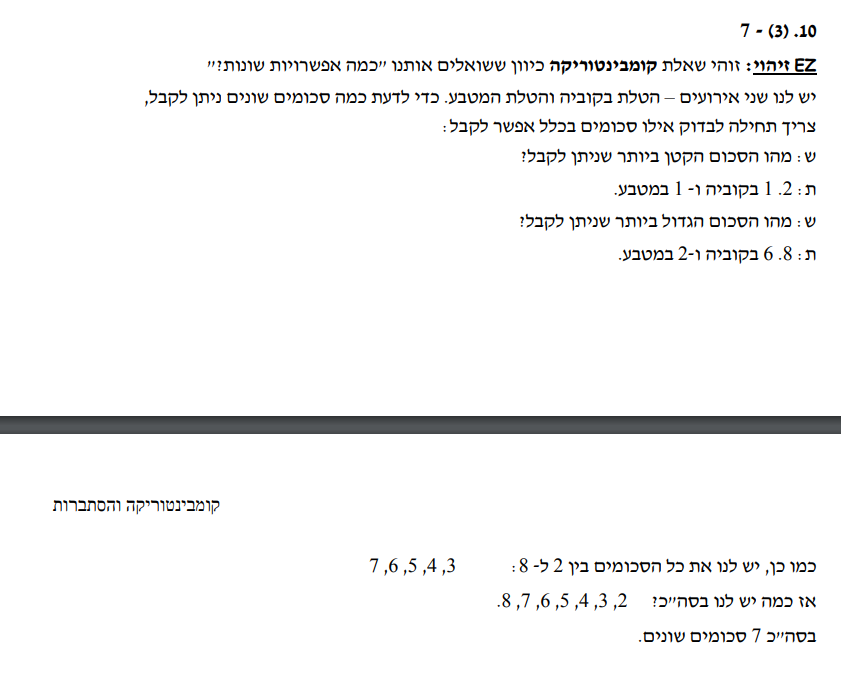 10. (3) - 7
EZ זיהוי: זוהי שאלת קומבינטוריקה כיוון ששואלים אותנו "כמה אפשרויות שונות?"
יש לנו שני אירועים – הטלת בקוביה והטלת המטבע. כדי לדעת כמה סכומים שונים ניתן לקבל,
צריך תחילה לבדוק אילו סכומים בכלל אפשר לקבל:
ש: מהו הסכום הקטן ביותר שניתן לקבל?
ת: 2. 1 בקוביה ו- 1 במטבע.
ש: מהו הסכום הגדול ביותר שניתן לקבל?
ת: 8. 6 בקוביה ו-2 במטבע.
קומבינטוריקה והסתברות
כמו כן, יש לנו את כל הסכומים בין 2 ל- 8: 3, 4, 5, 6, 7
אז כמה יש לנו בסה"כ? 2, 3, 4, 5, 6, 7, 8.
בסה"כ 7 סכומים שונים.